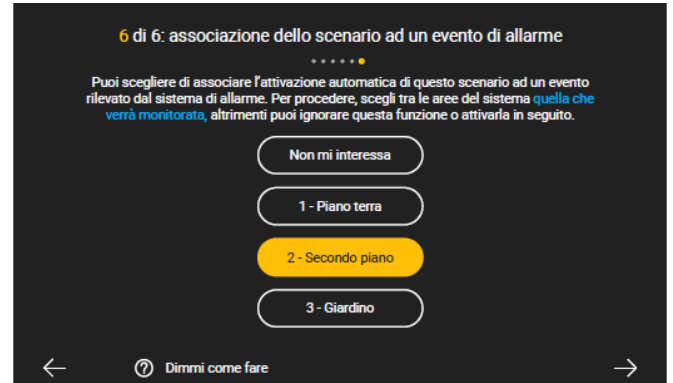 6 di 6: associazione dello scenario ad un evento di allarme
Puoi scegliere di associare l'attivazione automatica di questo scenario ad un evento
rilevato dal sistema di allarme. Per procedere, scegli tra le aree del sistema quella che
verrà monitorata, altrimenti puoi ignorare questa funzione o attivarla in seguito.
Non mi interessa
1 - Piano terra
2 - Secondo piano
3 - Giardino
? Dimmi come fare